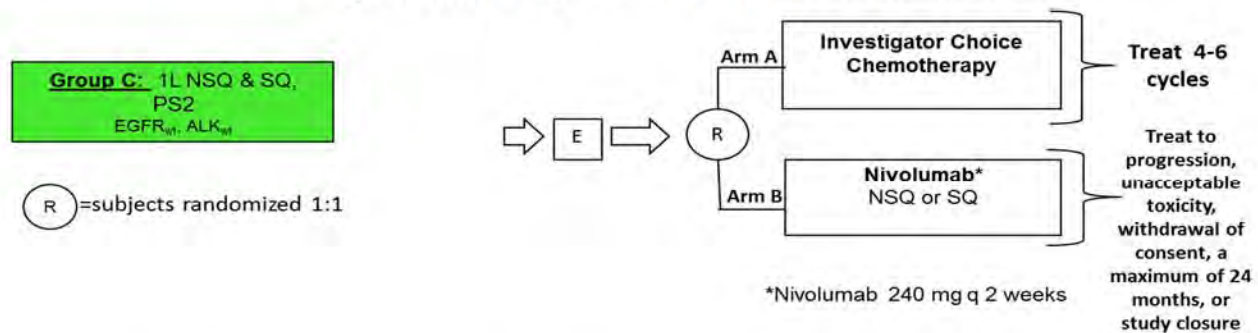 Group C: 1L NSQ & SQ,
PS2
EGFRwt, ALKwt
R =subjects randomized 1:1
E
R
Arm A
Investigator Choice
Chemotherapy
Treat 4-6
cycles
Arm B
Nivolumab*
NSQ or SQ
Treat to
progression,
unacceptable
toxicity,
withdrawal of
consent, a
maximum of 24
months, or
study closure
*Nivolumab 240 mg q 2 weeks